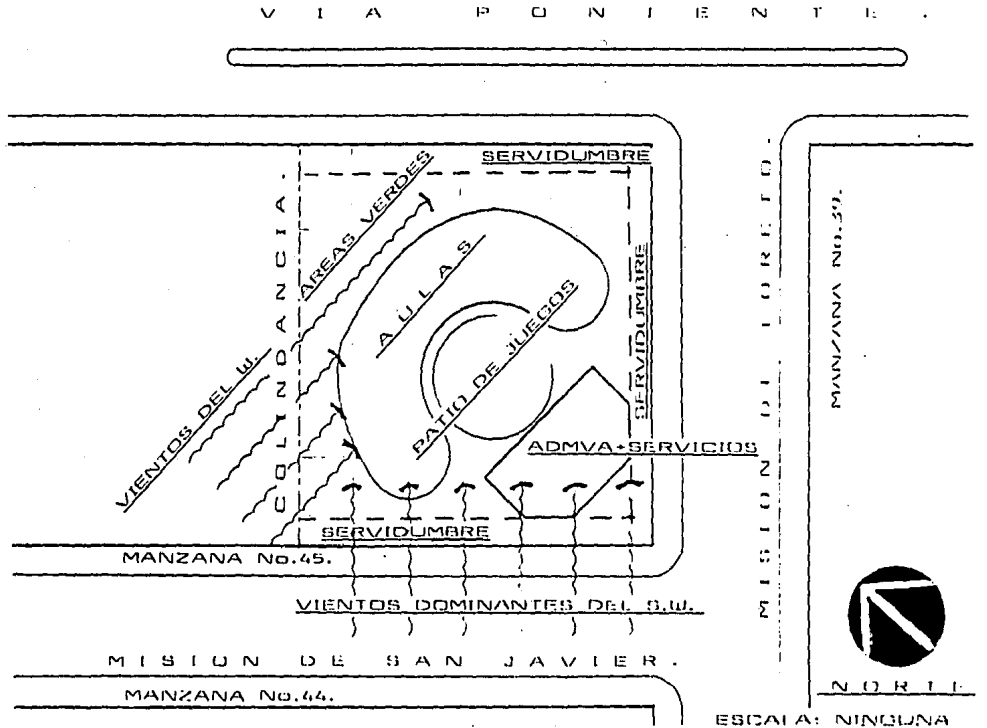 VIA PONIENTE.
SERVIDUMBRE
COLINDANCIA.
AREAS VERDES
AULAS
PATIO DE JUEGOS
SERVIDUMBRE
MISION DE LORETO.
MANZANA No.39.
VIENTOS DEL W.
ADMVA+SERVICIOS
SERVIDUMBRE
MANZANA No.45.
VIENTOS DOMINANTES DEL S.W.
MISION DE SAN JAVIER.
MANZANA No.44.
NORTE
ESCALA: NINGUNA